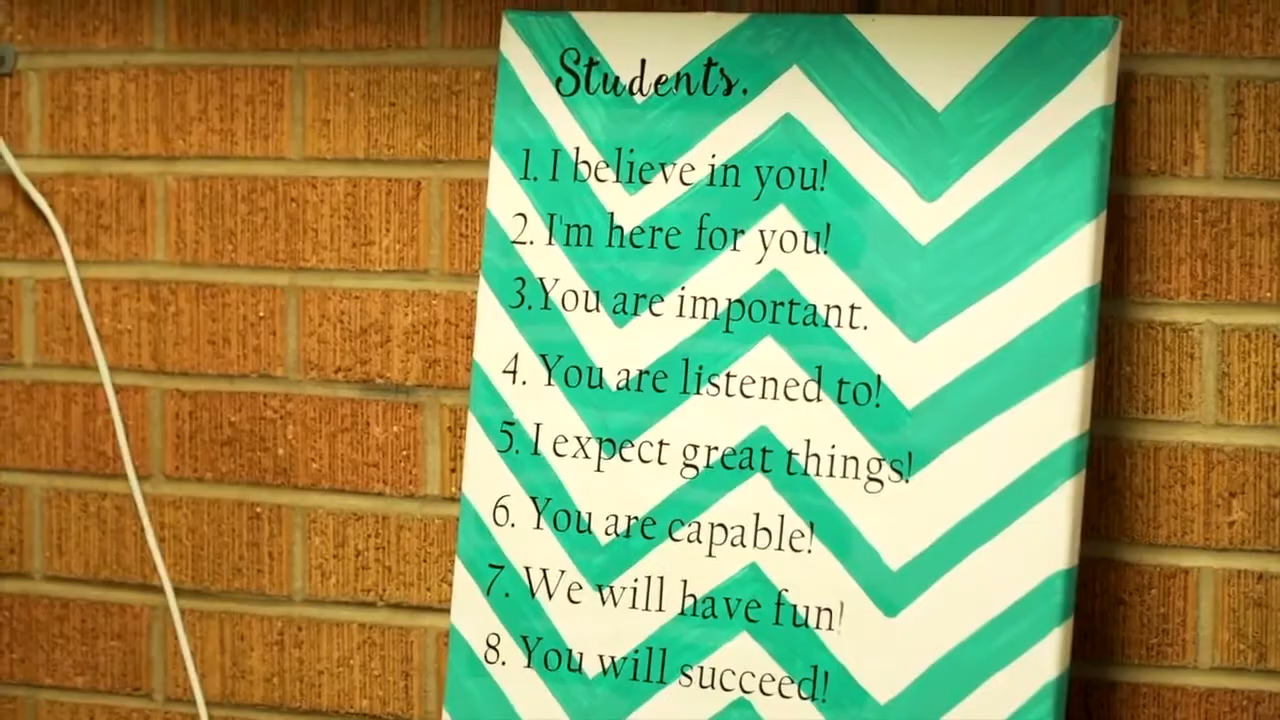 Students,
1. I believe in you!
2. I'm here for you!
3.You are important.
4. You are listened to!
5. I expect great things!
6. You are capable!
7. We will have fun!
8. You will succeed!